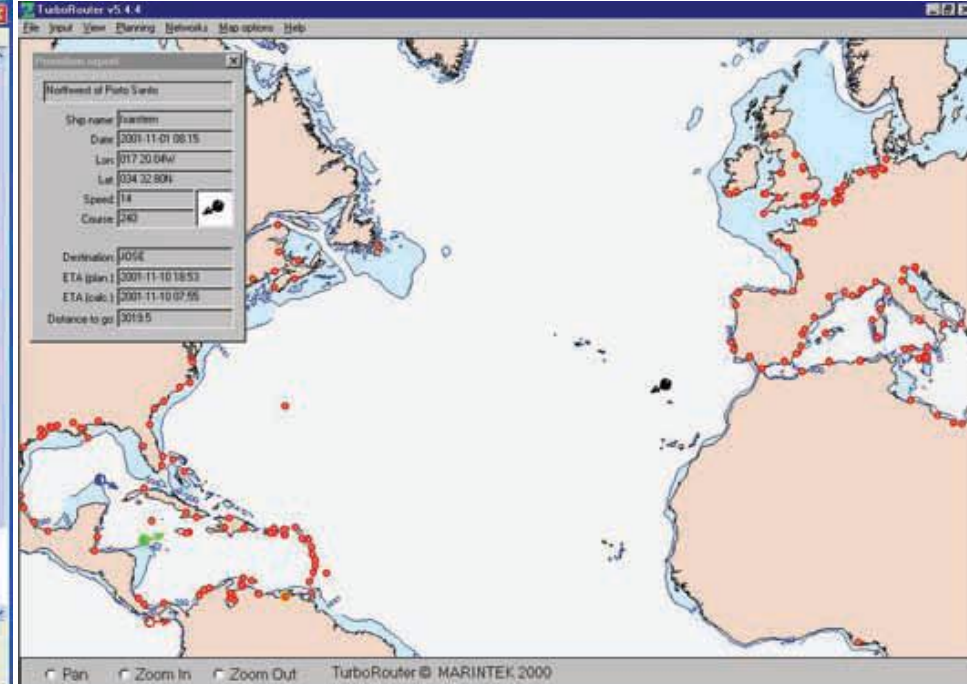 TurboRouter v5.4.4
File Input View Planning Networks Map options Help
Position report
Northwest of Porto Santo
Ship name: Ivantern
Date: 2001-11-01 08:15
Lon: 017 20.04W
Lat: 034 32.80N
Speed: 14
Course: 240
Destination: JOSE
ETA (plan.): 2001-11-10 18:53
ETA (calc.): 2001-11-10 07:55
Distance to go: 3019.5
Pan Zoom In Zoom Out TurboRouter © MARINTEK 2000